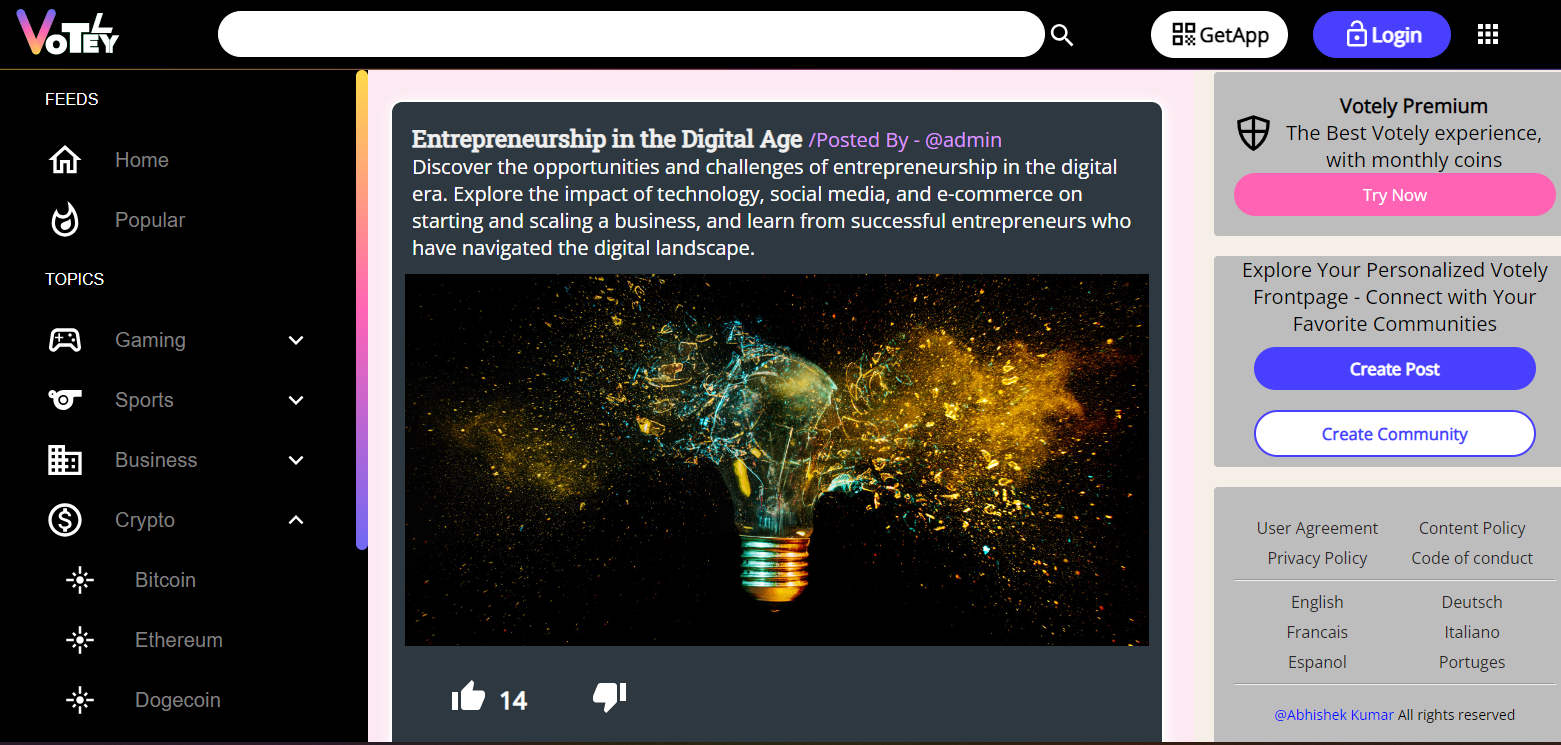 VoTLEy
GetApp
Login
FEEDS
Home
Popular
TOPICS
Gaming
Sports
Business
Crypto
Bitcoin
Ethereum
Dogecoin
Entrepreneurship in the Digital Age /Posted By - @admin
Discover the opportunities and challenges of entrepreneurship in the digital
era. Explore the impact of technology, social media, and e-commerce on
starting and scaling a business, and learn from successful entrepreneurs who
have navigated the digital landscape.
14
Votely Premium
The Best Votely experience,
with monthly coins
Try Now
Explore Your Personalized Votely
Frontpage - Connect with Your
Favorite Communities
Create Post
Create Community
User Agreement Content Policy
Privacy Policy Code of conduct
English Deutsch
Francais Italiano
Espanol Portuges
@Abhishek Kumar All rights reserved